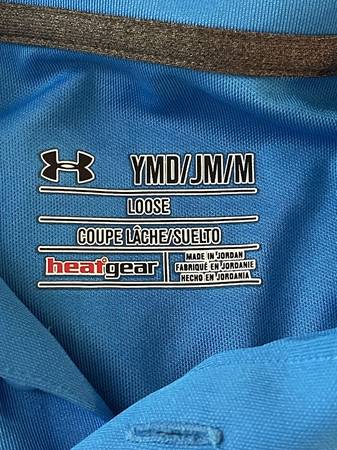 YMD/JM/M
LOOSE
COUPE LÂCHE/SUELTO
heatgear
MADE IN JORDAN
FABRIQUÉ EN JORDANIE
HECHO EN JORDANIA